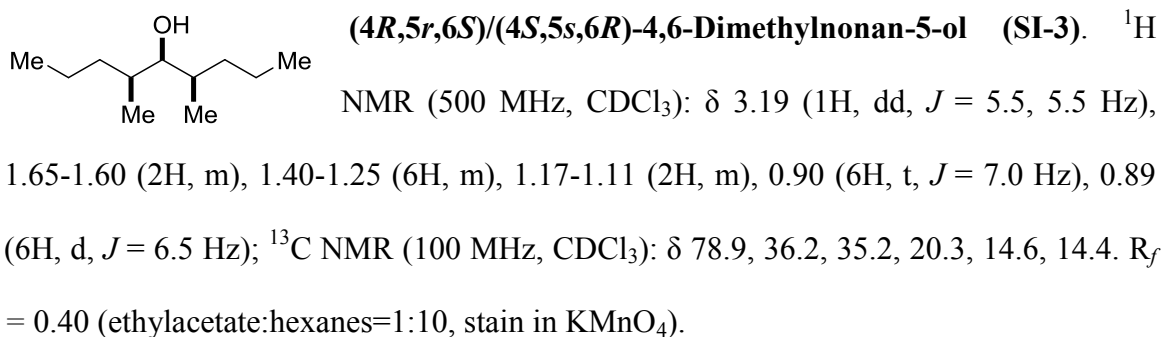 OH
Me
Me
Me
Me
(4R,5r,6S)/(4S,5s,6R)-4,6-Dimethylnonan-5-ol (SI-3). ¹H
NMR (500 MHz, CDCl₃): δ 3.19 (1H, dd, J = 5.5, 5.5 Hz),
1.65-1.60 (2H, m), 1.40-1.25 (6H, m), 1.17-1.11 (2H, m), 0.90 (6H, t, J = 7.0 Hz), 0.89
(6H, d, J = 6.5 Hz); ¹³C NMR (100 MHz, CDCl₃): δ 78.9, 36.2, 35.2, 20.3, 14.6, 14.4. R_f
= 0.40 (ethylacetate:hexanes=1:10, stain in KMnO₄).